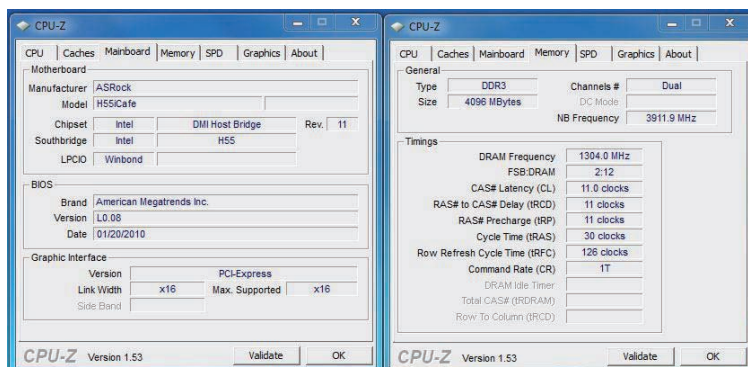 CPU-Z
CPU Caches Mainboard Memory SPD Graphics About
Motherboard
Manufacturer ASRock
Model H55iCafe
Chipset Intel DMI Host Bridge Rev. 11
Southbridge Intel H55
LPCIO Winbond
BIOS
Brand American Megatrends Inc.
Version L0.08
Date 01/20/2010
Graphic Interface
Version PCI-Express
Link Width x16 Max. Supported x16
Side Band
CPU-Z Version 1.53 Validate OK
CPU-Z
CPU Caches Mainboard Memory SPD Graphics About
General
Type DDR3 Channels # Dual
Size 4096 MBytes DC Mode
NB Frequency 3911.9 MHz
Timings
DRAM Frequency 1304.0 MHz
FSB:DRAM 2:12
CAS# Latency (CL) 11.0 clocks
RAS# to CAS# Delay (tRCD) 11 clocks
RAS# Precharge (tRP) 11 clocks
Cycle Time (tRAS) 30 clocks
Row Refresh Cycle Time (tRFC) 126 clocks
Command Rate (CR) 1T
DRAM Idle Timer
Total CAS# (tRDRAM)
Row To Column (tRCD)
CPU-Z Version 1.53 Validate OK